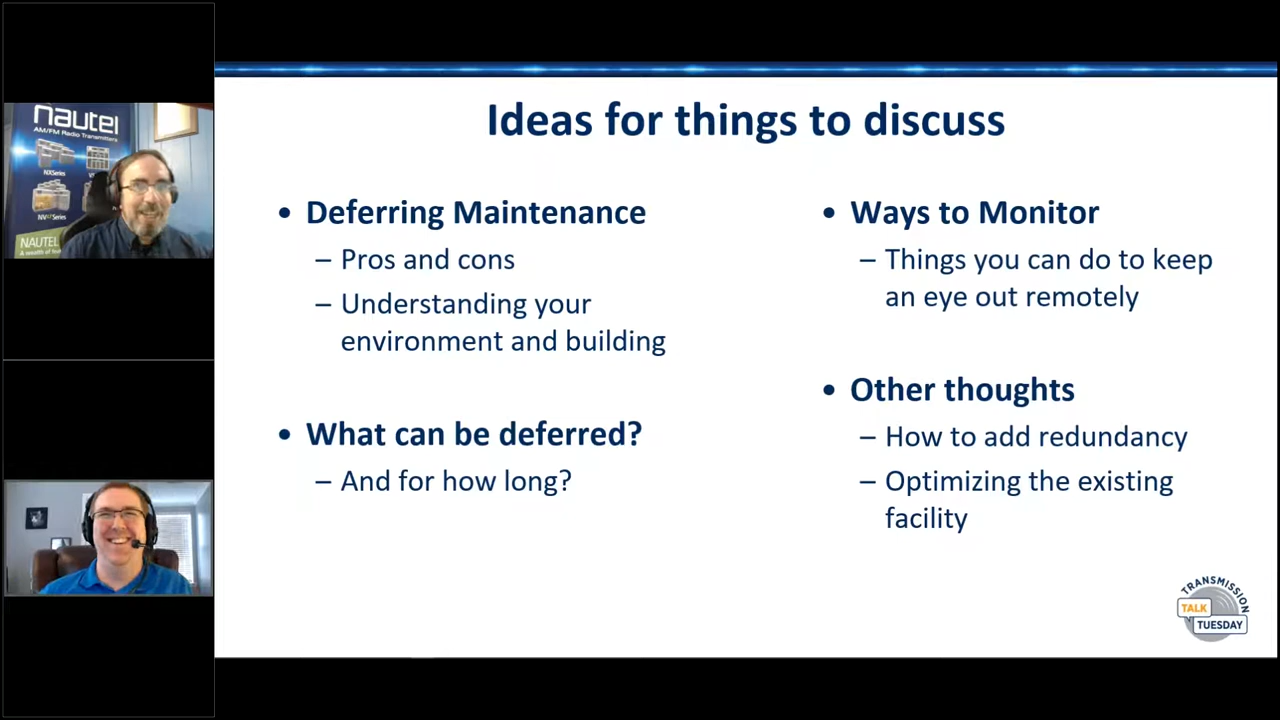 nautel
AM/FM Radio Transmitters
NXSeries
NAUTEL
Ideas for things to discuss
• Deferring Maintenance
– Pros and cons
– Understanding your
environment and building
• What can be deferred?
– And for how long?
• Ways to Monitor
– Things you can do to keep
an eye out remotely
• Other thoughts
– How to add redundancy
– Optimizing the existing
facility
TRANSMISSION
TALK
TUESDAY